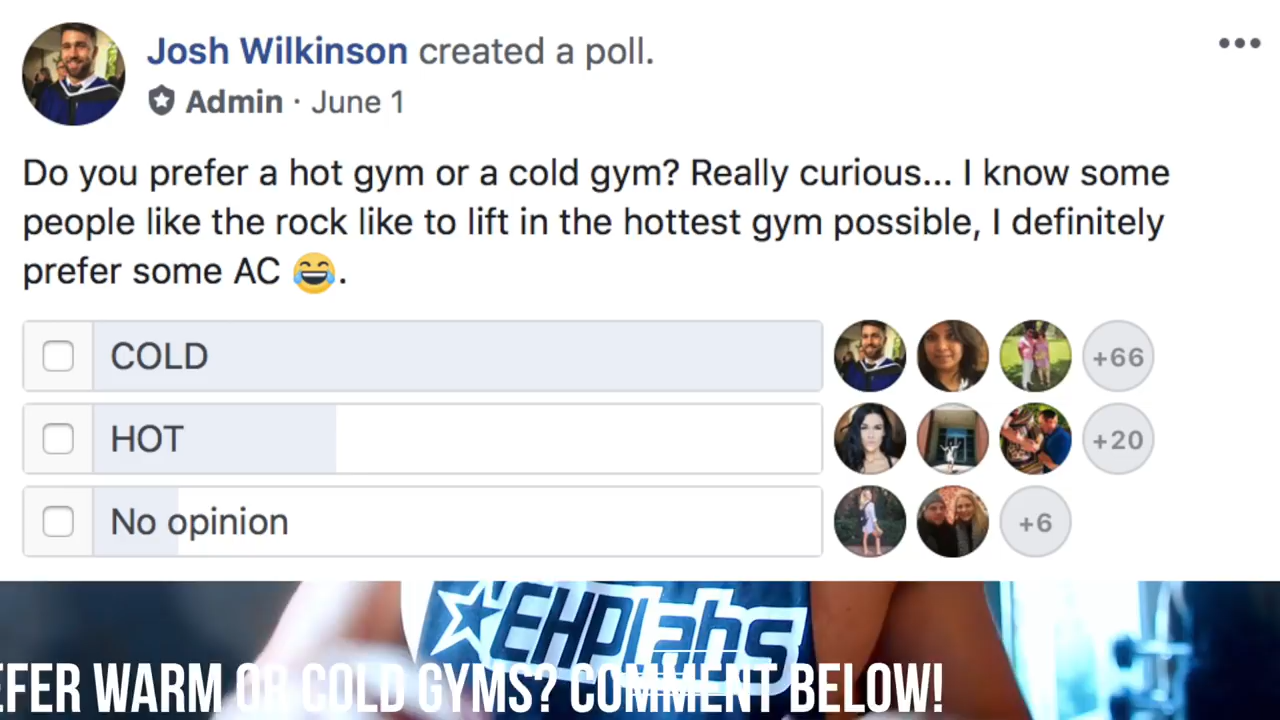 Josh Wilkinson created a poll.
Admin · June 1
Do you prefer a hot gym or a cold gym? Really curious... I know some
people like the rock like to lift in the hottest gym possible, I definitely
prefer some AC 😂.
COLD
+66
HOT
+20
No opinion
+6
EHPLabs
EFER WARM OR COLD GYMS? COMMENT BELOW!